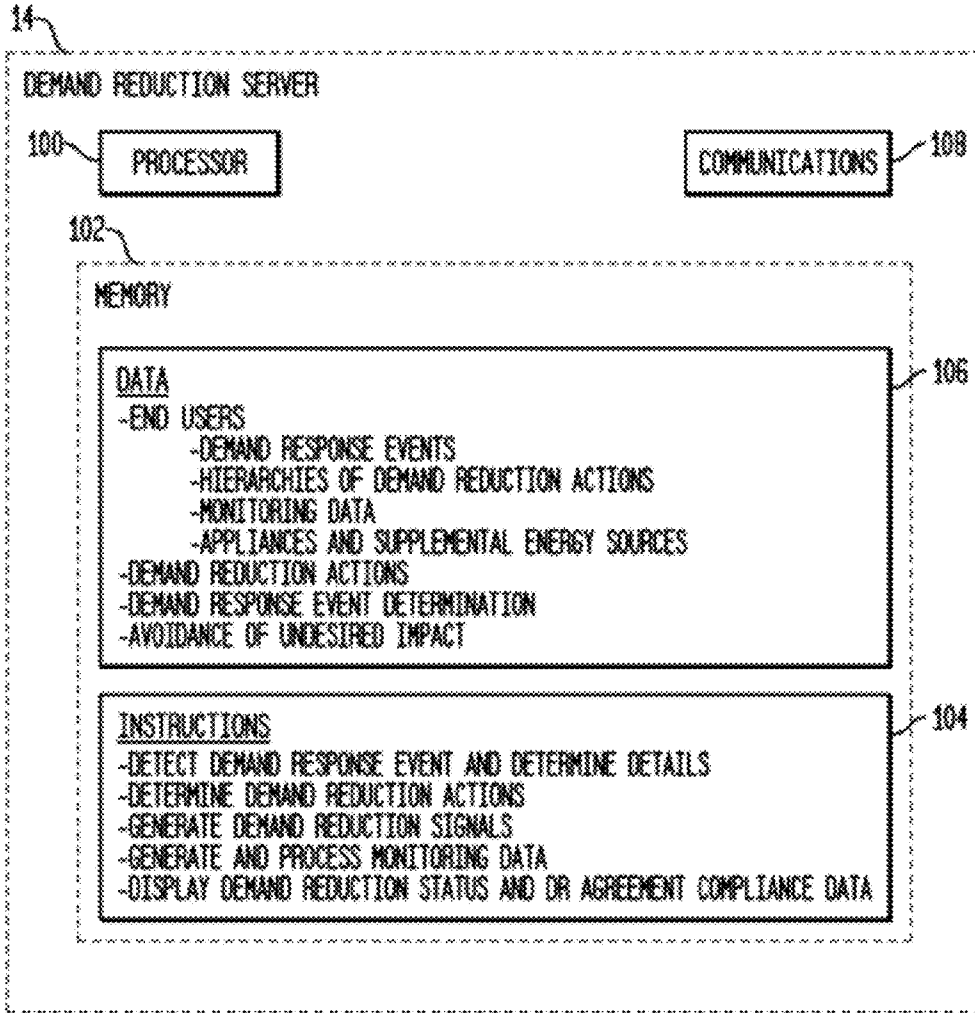 14
DEMAND REDUCTION SERVER
100
PROCESSOR
COMMUNICATIONS
108
102
MEMORY
106
DATA
-END USERS
-DEMAND RESPONSE EVENTS
-HIERARCHIES OF DEMAND REDUCTION ACTIONS
-MONITORING DATA
-APPLIANCES AND SUPPLEMENTAL ENERGY SOURCES
-DEMAND REDUCTION ACTIONS
-DEMAND RESPONSE EVENT DETERMINATION
-AVOIDANCE OF UNDESIRED IMPACT
104
INSTRUCTIONS
-DETECT DEMAND RESPONSE EVENT AND DETERMINE DETAILS
-DETERMINE DEMAND REDUCTION ACTIONS
-GENERATE DEMAND REDUCTION SIGNALS
-GENERATE AND PROCESS MONITORING DATA
-DISPLAY DEMAND REDUCTION STATUS AND DR AGREEMENT COMPLIANCE DATA